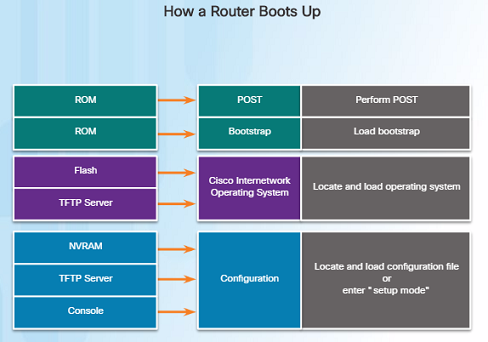 How a Router Boots Up
ROM
POST
Perform POST
ROM
Bootstrap
Load bootstrap
Flash
TFTP Server
Cisco Internetwork
Operating System
Locate and load operating system
NVRAM
TFTP Server
Console
Configuration
Locate and load configuration file
or
enter "setup mode"